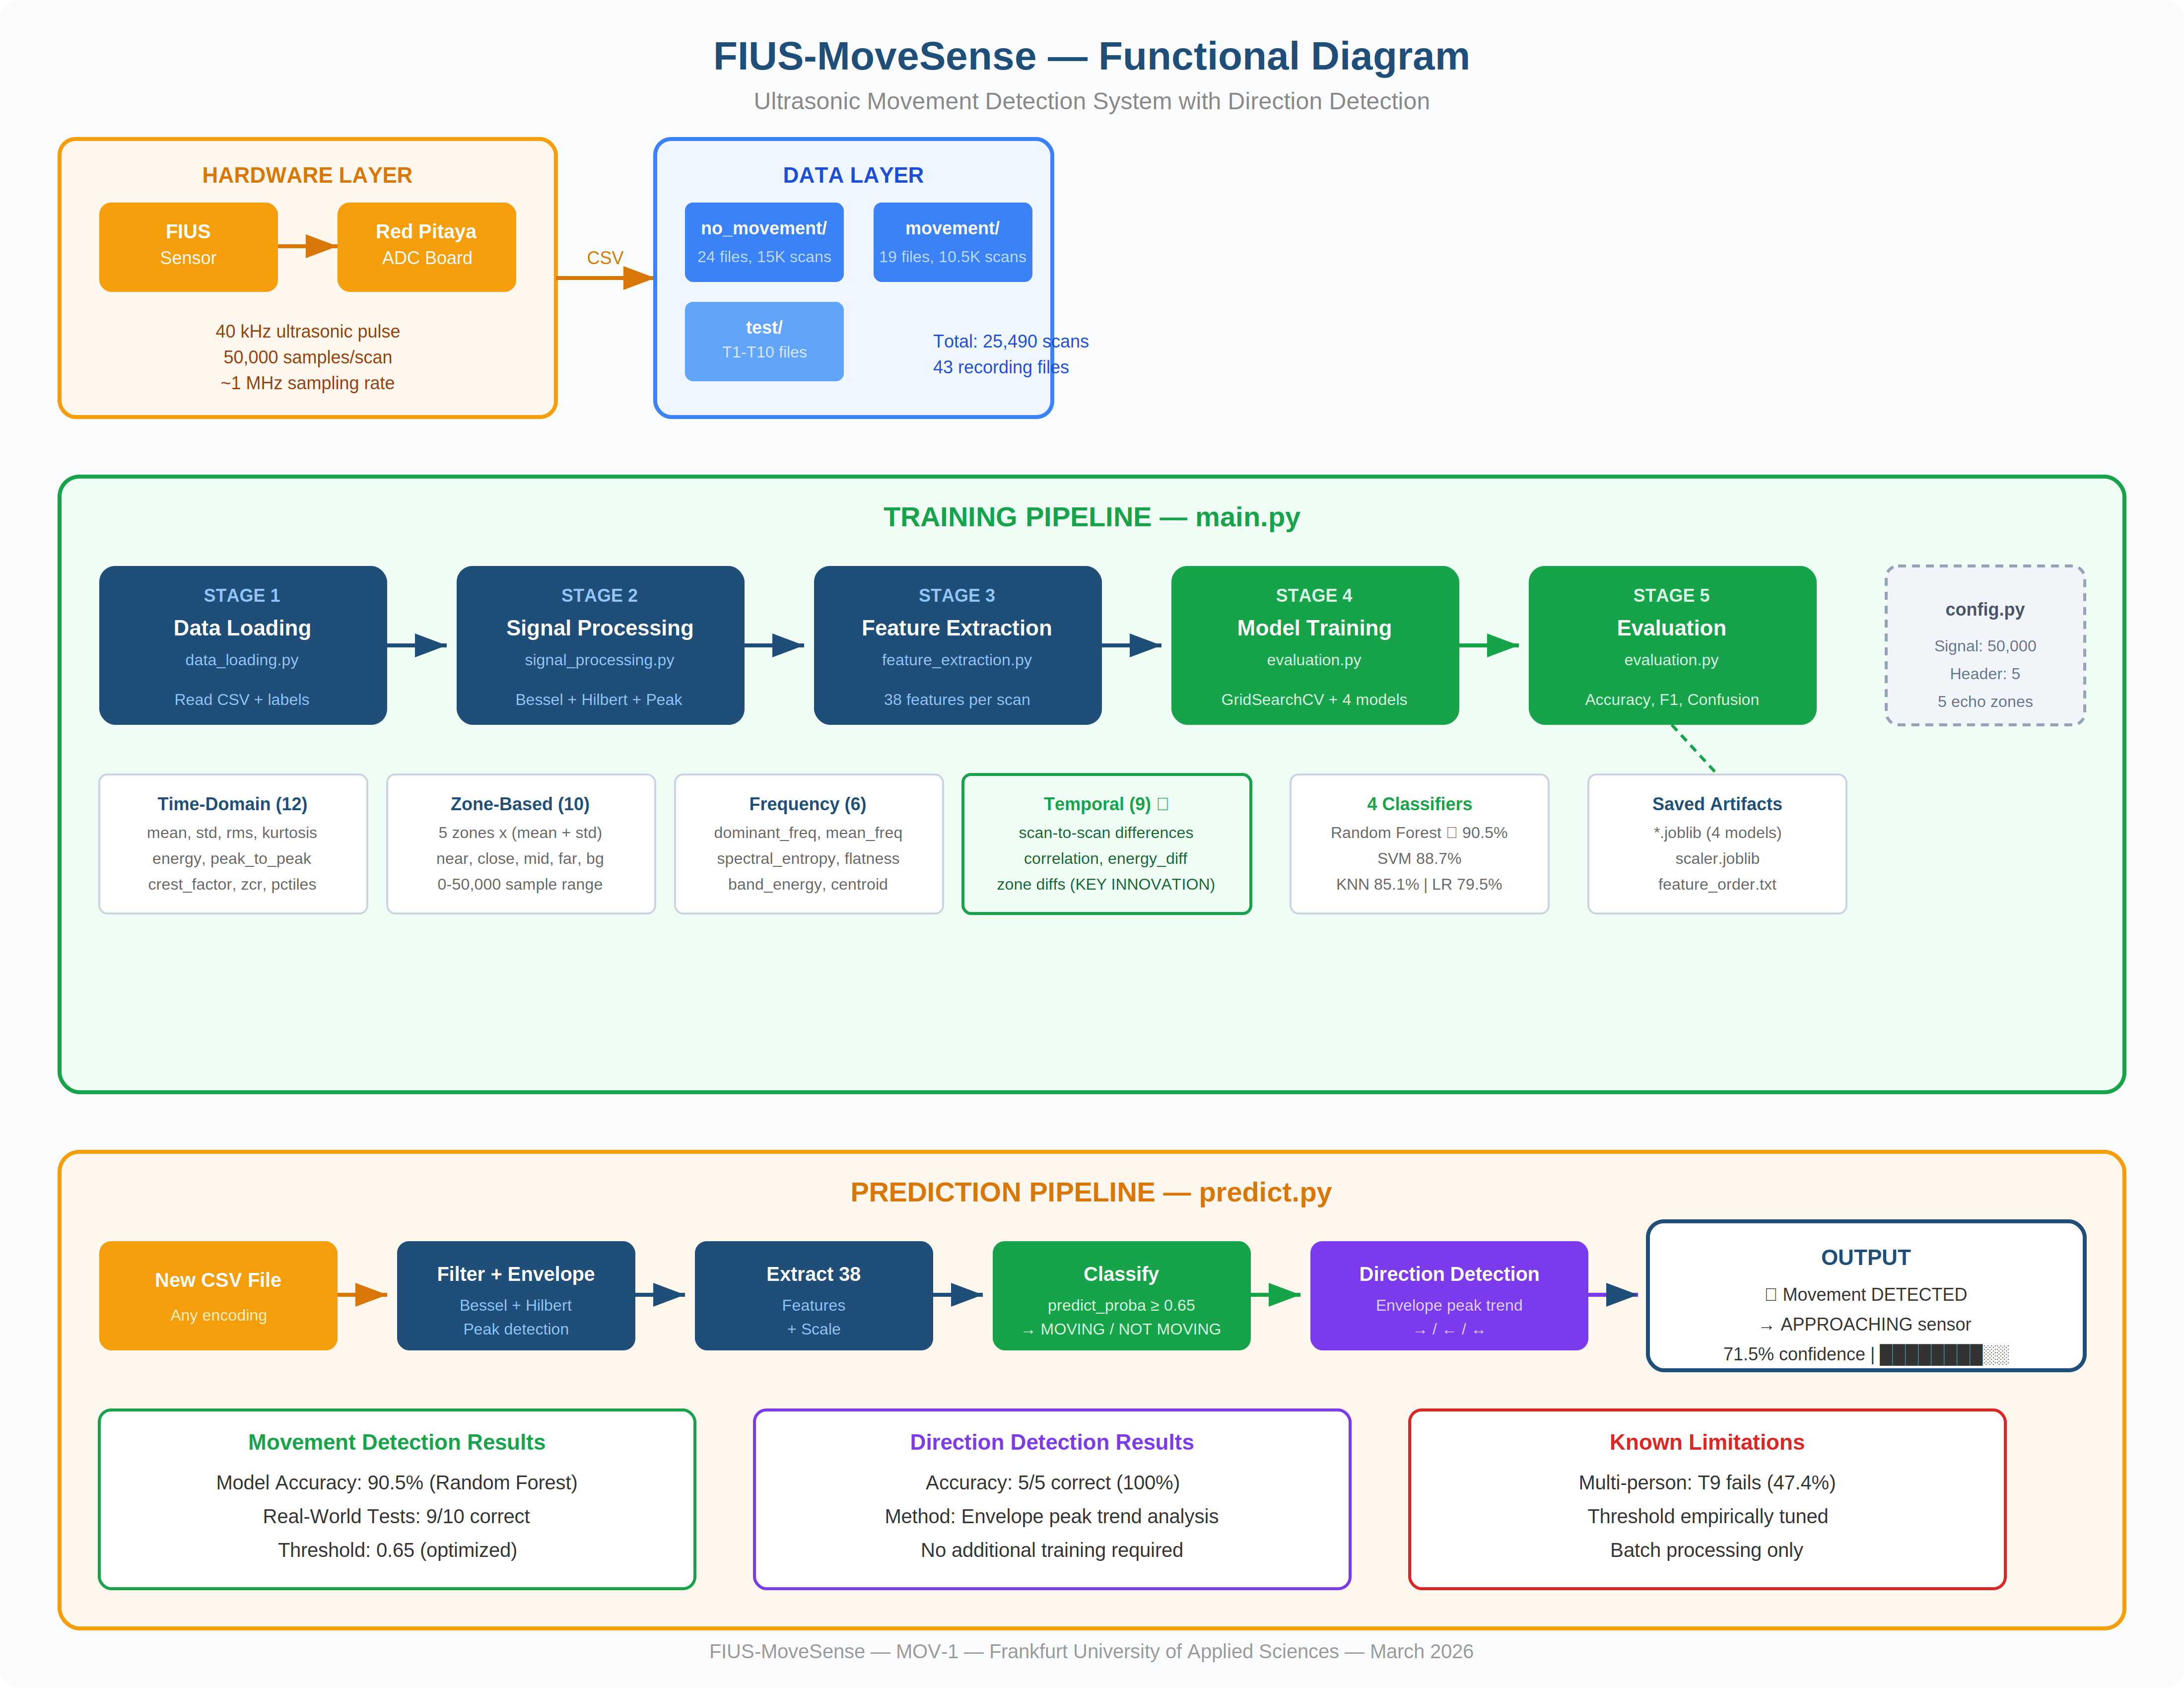 FIUS-MoveSense — Functional Diagram
Ultrasonic Movement Detection System with Direction Detection
HARDWARE LAYER
FIUS
Sensor
Red Pitaya
ADC Board
40 kHz ultrasonic pulse
50,000 samples/scan
~1 MHz sampling rate
CSV
DATA LAYER
no_movement/
24 files, 15K scans
movement/
19 files, 10.5K scans
test/
T1-T10 files
Total: 25,490 scans
43 recording files
TRAINING PIPELINE — main.py
STAGE 1
Data Loading
data_loading.py
Read CSV + labels
STAGE 2
Signal Processing
signal_processing.py
Bessel + Hilbert + Peak
STAGE 3
Feature Extraction
feature_extraction.py
38 features per scan
STAGE 4
Model Training
evaluation.py
GridSearchCV + 4 models
STAGE 5
Evaluation
evaluation.py
Accuracy, F1, Confusion
config.py
Signal: 50,000
Header: 5
5 echo zones
Time-Domain (12)
mean, std, rms, kurtosis
energy, peak_to_peak
crest_factor, zcr, pctiles
Zone-Based (10)
5 zones x (mean + std)
near, close, mid, far, bg
0-50,000 sample range
Frequency (6)
dominant_freq, mean_freq
spectral_entropy, flatness
band_energy, centroid
Temporal (9) 
scan-to-scan differences
correlation, energy_diff
zone diffs (KEY INNOVATION)
4 Classifiers
Random Forest 90.5%
SVM 88.7%
KNN 85.1% | LR 79.5%
Saved Artifacts
*.joblib (4 models)
scaler.joblib
feature_order.txt
PREDICTION PIPELINE — predict.py
New CSV File
Any encoding
Filter + Envelope
Bessel + Hilbert
Peak detection
Extract 38
Features
+ Scale
Classify
predict_proba ≥ 0.65
→ MOVING / NOT MOVING
Direction Detection
Envelope peak trend
→ / ← / ↔
OUTPUT
Movement DETECTED
→ APPROACHING sensor
71.5% confidence | ████████░░
Movement Detection Results
Model Accuracy: 90.5% (Random Forest)
Real-World Tests: 9/10 correct
Threshold: 0.65 (optimized)
Direction Detection Results
Accuracy: 5/5 correct (100%)
Method: Envelope peak trend analysis
No additional training required
Known Limitations
Multi-person: T9 fails (47.4%)
Threshold empirically tuned
Batch processing only
FIUS-MoveSense — MOV-1 — Frankfurt University of Applied Sciences — March 2026